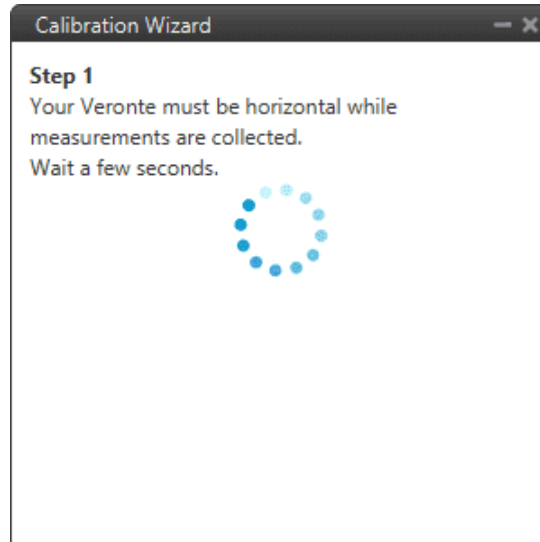 Calibration Wizard
Step 1
Your Veronte must be horizontal while
measurements are collected.
Wait a few seconds.